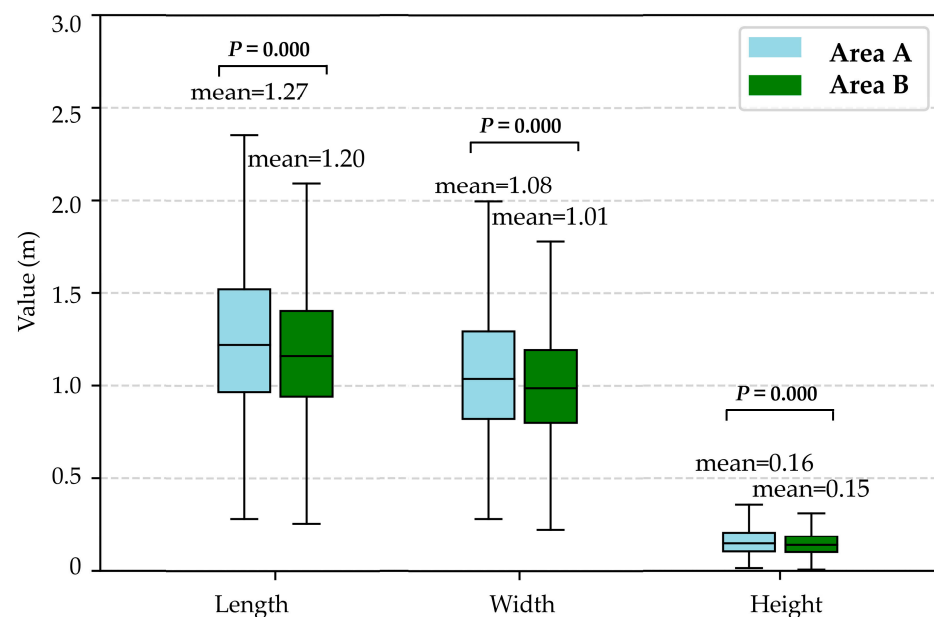 3.0
2.5
2.0
1.5
1.0
0.5
0
Value (m)
P = 0.000
mean=1.27
mean=1.20
P = 0.000
mean=1.08
mean=1.01
P = 0.000
mean=0.16
mean=0.15
Area A
Area B
Length
Width
Height